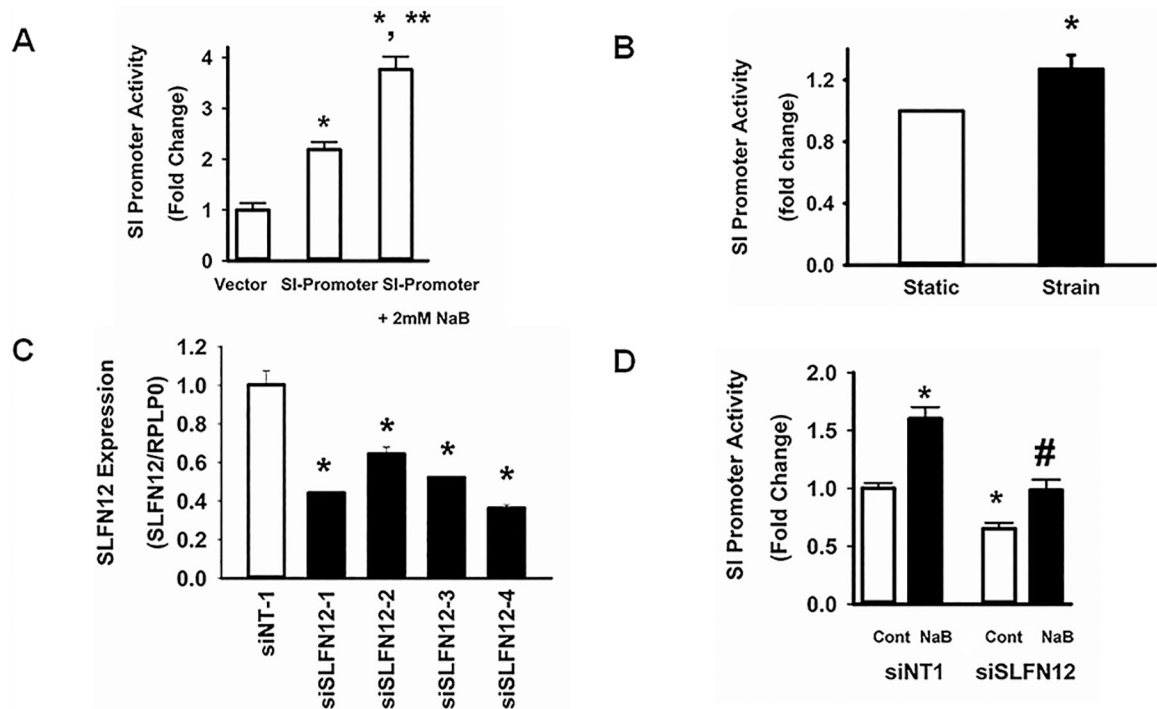 A
SI Promoter Activity
(Fold Change)
4
3
2
1
0
*
*, **
Vector
SI-Promoter
SI-Promoter
+ 2mM NaB
B
SI Promoter Activity
(fold change)
1.2
0.8
0.4
0.0
*
Static
Strain
C
SLFN12 Expression
(SLFN12/RPLP0)
1.2
1.0
0.8
0.6
0.4
0.2
0.0
*
*
*
*
siNT-1
siSLFN12-1
siSLFN12-2
siSLFN12-3
siSLFN12-4
D
SI Promoter Activity
(Fold Change)
2.0
1.5
1.0
0.5
0.0
*
*
#
Cont NaB
Cont NaB
siNT1
siSLFN12